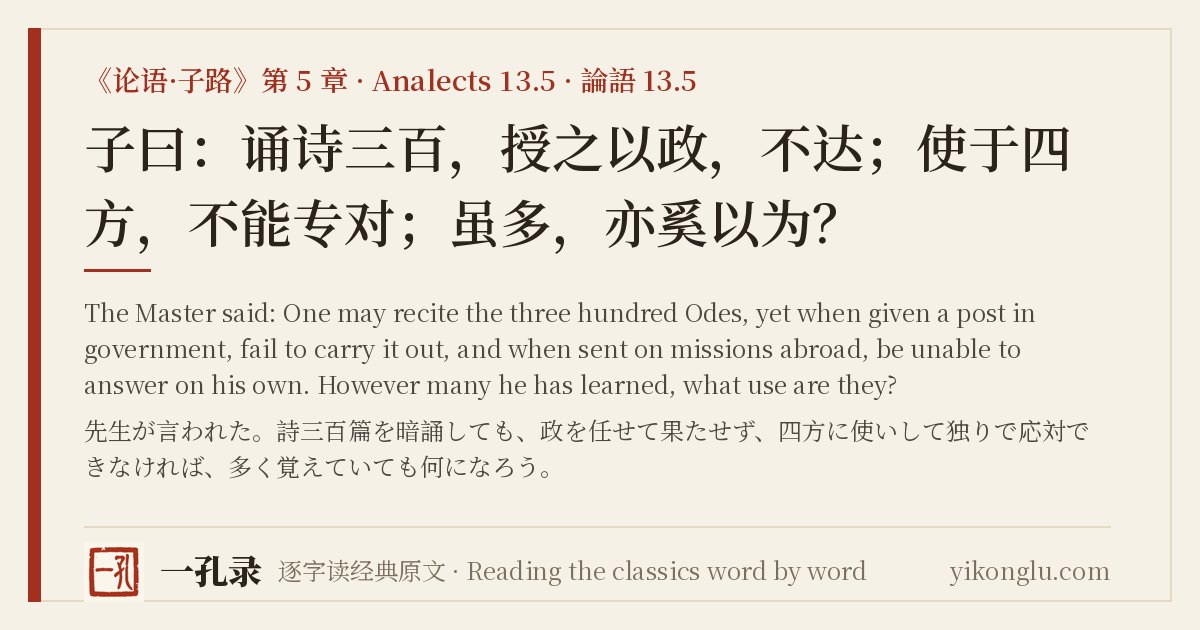 《论语·子路》第 5 章 · Analects 13.5 · 論語 13.5
子曰：诵诗三百，授之以政，不达；使于四
方，不能专对；虽多，亦奚以为？
The Master said: One may recite the three hundred Odes, yet when given a post in
government, fail to carry it out, and when sent on missions abroad, be unable to
answer on his own. However many he has learned, what use are they?
先生が言われた。詩三百篇を暗誦しても、政を任せて果たせず、四方に使いして独りで応対で
きなければ、多く覚えていても何になろう。
一孔 一孔录 逐字读经典原文 · Reading the classics word by word yikonglu.com